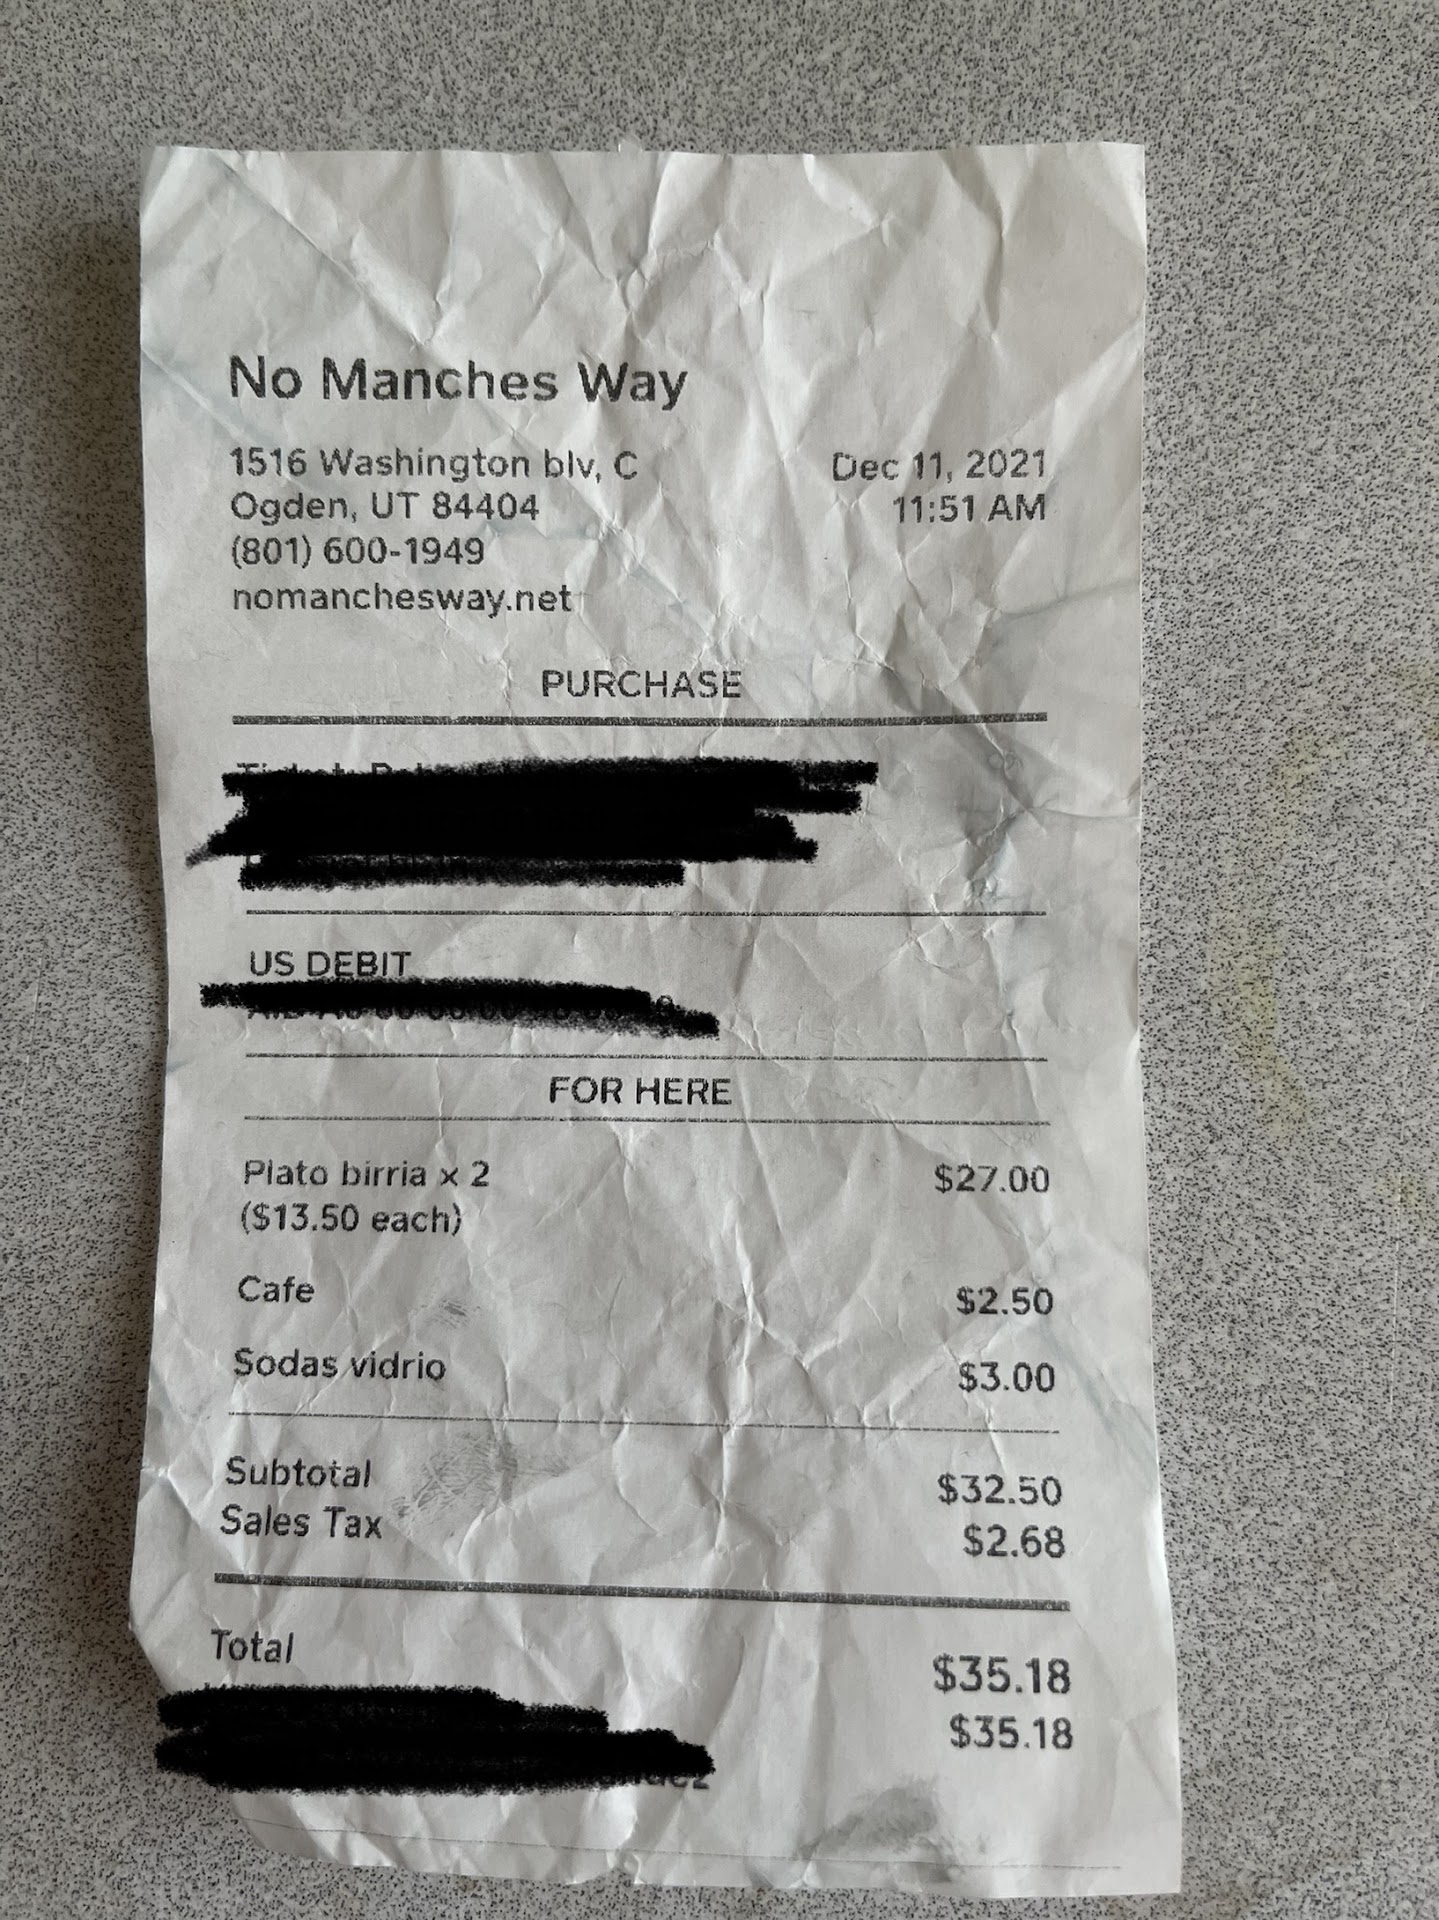 No Manches Way
1516 Washington blv, C
Ogden, UT 84404
(801) 600-1949
nomanchesway.net
Dec 11, 2021
11:51 AM
PURCHASE
US DEBIT
FOR HERE
Plato birria x 2 $27.00
($13.50 each)
Cafe $2.50
Sodas vidrio $3.00
Subtotal $32.50
Sales Tax $2.68
Total $35.18
$35.18